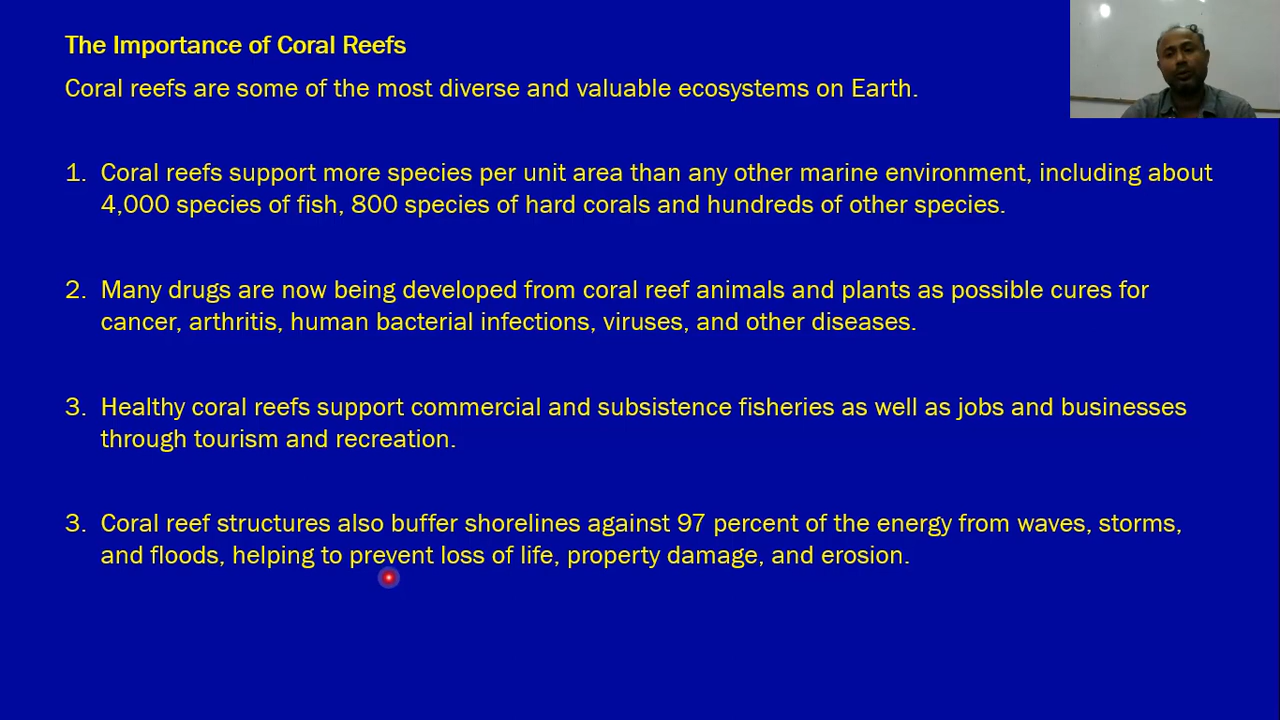 The Importance of Coral Reefs
Coral reefs are some of the most diverse and valuable ecosystems on Earth.
1. Coral reefs support more species per unit area than any other marine environment, including about
4,000 species of fish, 800 species of hard corals and hundreds of other species.
2. Many drugs are now being developed from coral reef animals and plants as possible cures for
cancer, arthritis, human bacterial infections, viruses, and other diseases.
3. Healthy coral reefs support commercial and subsistence fisheries as well as jobs and businesses
through tourism and recreation.
3. Coral reef structures also buffer shorelines against 97 percent of the energy from waves, storms,
and floods, helping to prevent loss of life, property damage, and erosion.